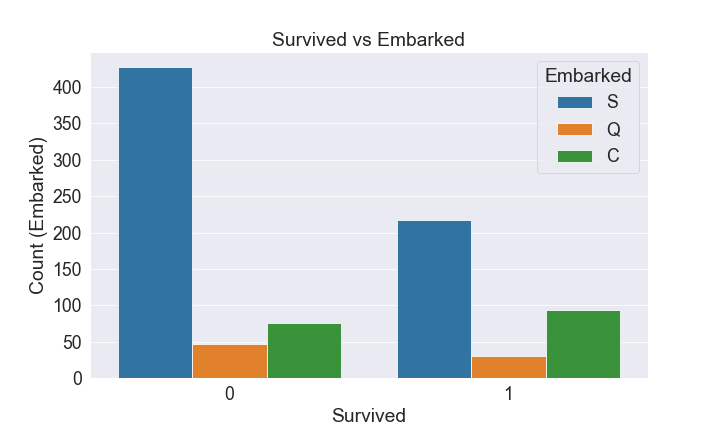 Survived vs Embarked
Embarked
S
Q
C
Count (Embarked)
400
350
300
250
200
150
100
50
0
0 1
Survived